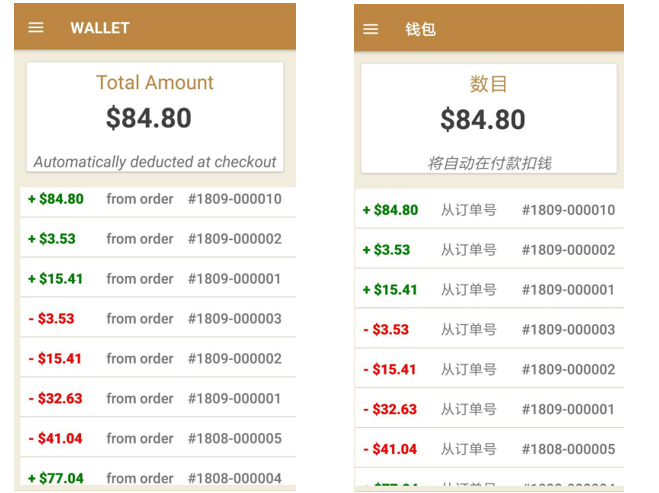 WALLET
Total Amount
$84.80
Automatically deducted at checkout
+ $84.80 from order #1809-000010
+ $3.53 from order #1809-000002
+ $15.41 from order #1809-000001
- $3.53 from order #1809-000003
- $15.41 from order #1809-000002
- $32.63 from order #1809-000001
- $41.04 from order #1808-000005
+ $77.04 from order #1808-000004
钱包
数目
$84.80
将自动在付款扣钱
+ $84.80 从订单号 #1809-000010
+ $3.53 从订单号 #1809-000002
+ $15.41 从订单号 #1809-000001
- $3.53 从订单号 #1809-000003
- $15.41 从订单号 #1809-000002
- $32.63 从订单号 #1809-000001
- $41.04 从订单号 #1808-000005